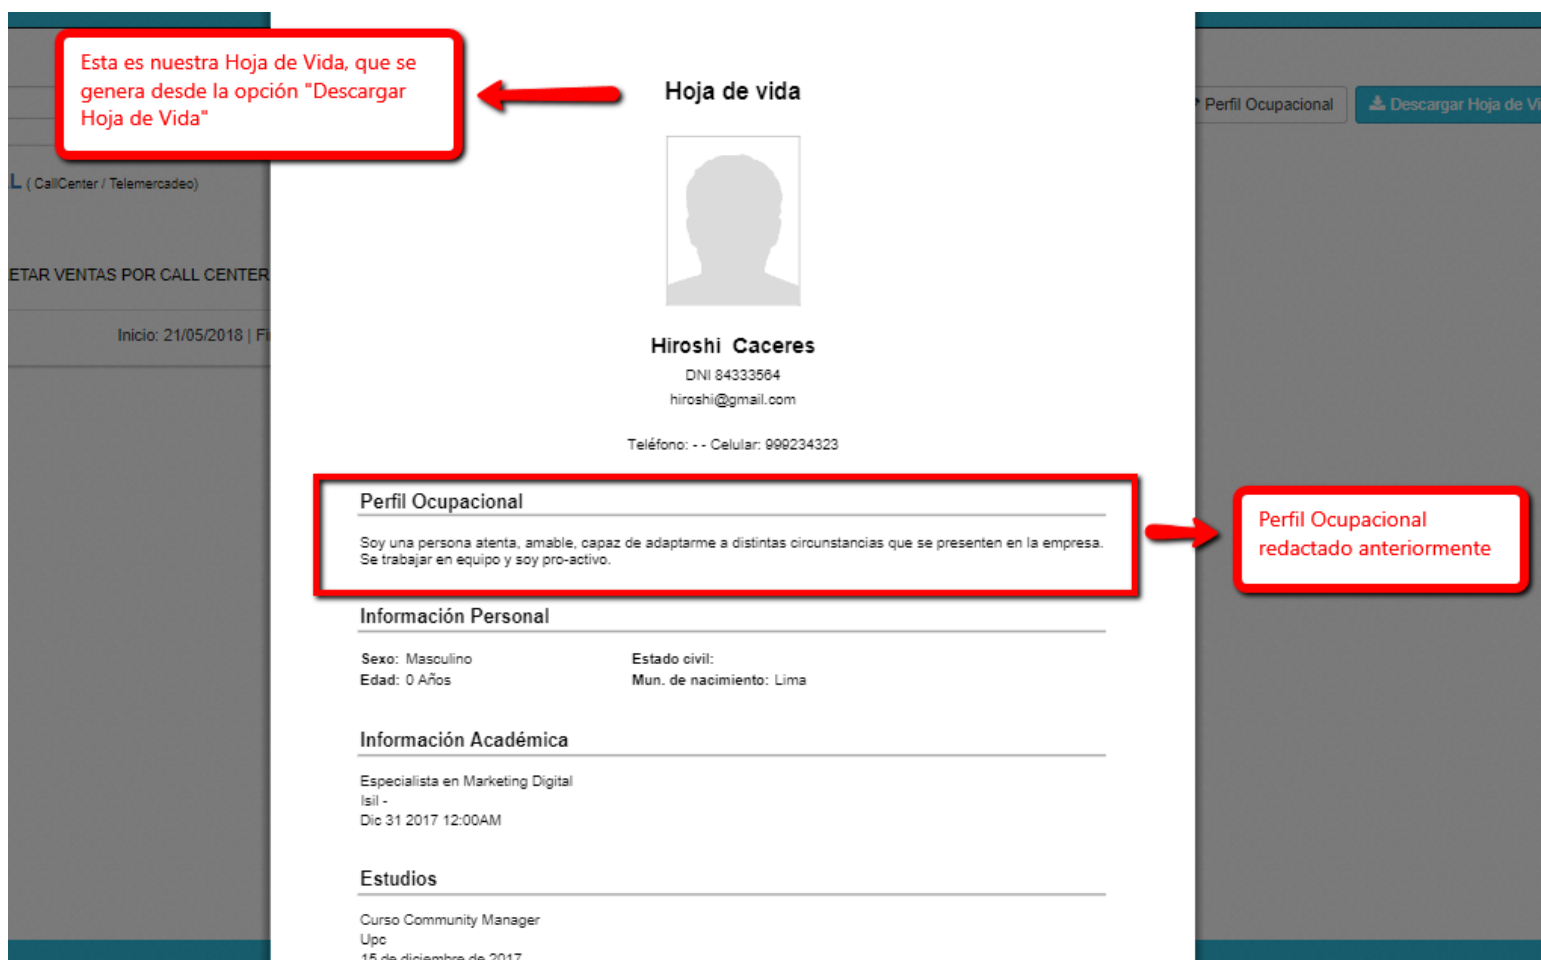 Esta es nuestra Hoja de Vida, que se
genera desde la opción "Descargar
Hoja de Vida"
Hoja de vida
Perfil Ocupacional
Descargar Hoja de
( CallCenter / Telemercadeo)
VENTAS POR CALL CENTER
Inicio: 21/05/2018 |
Hiroshi Caceres
DNI 84333564
hiroshi@gmail.com
Teléfono: - - Celular: 999234323
Perfil Ocupacional
Soy una persona atenta, amable, capaz de adaptarme a distintas circunstancias que se presenten en la empresa.
Se trabajar en equipo y soy pro-activo.
Perfil Ocupacional
redactado anteriormente
Información Personal
Sexo: Masculino
Estado civil:
Edad: 0 Años
Mun. de nacimiento: Lima
Información Académica
Especialista en Marketing Digital
Isil -
Dic 31 2017 12:00AM
Estudios
Curso Community Manager
Upc
15 de diciembre de 2017